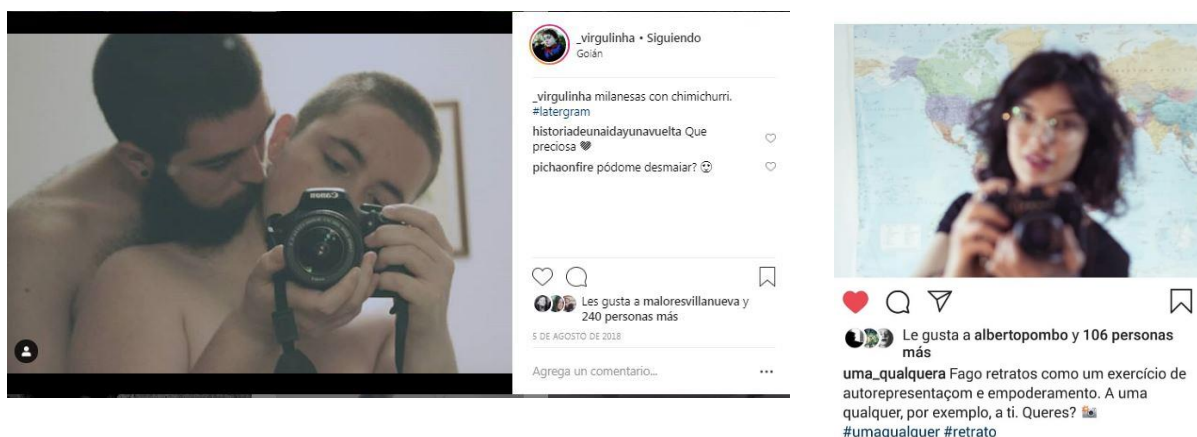 _virgulinha • Siguiendo
Goián
_virgulinha milanesas con chimichurri.
#latergram
historiadeunaidayunavuelta Que
preciosa 🖤
pichaonfire pódome desmaiar? 😍
Les gusta a maloresvillanueva y
240 personas más
5 DE AGOSTO DE 2018
Agrega un comentario...
Canon
Le gusta a albertopombo y 106 personas
más
uma_qualquera Fago retratos como um exercício de
autorepresentaçom e empoderamento. A uma
qualquer, por exemplo, a ti. Queres? 📸
#umaqualquer #retrato